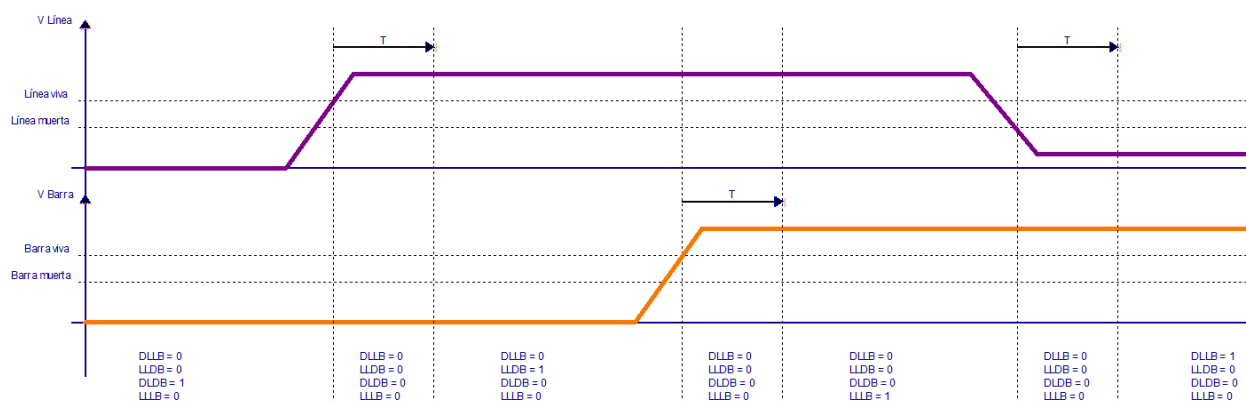 V Línea
T
T
Línea viva
Línea muerta
V Barra
T
Barra viva
Barra muerta
DLLB = 0
LLDB = 0
DLDB = 1
LLLB = 0
DLLB = 0
LLDB = 0
DLDB = 0
LLLB = 0
DLLB = 0
LLDB = 1
DLDB = 0
LLLB = 0
DLLB = 0
LLDB = 0
DLDB = 0
LLLB = 0
DLLB = 0
LLDB = 0
DLDB = 0
LLLB = 1
DLLB = 0
LLDB = 0
DLDB = 0
LLLB = 0
DLLB = 1
LLDB = 0
DLDB = 0
LLLB = 0